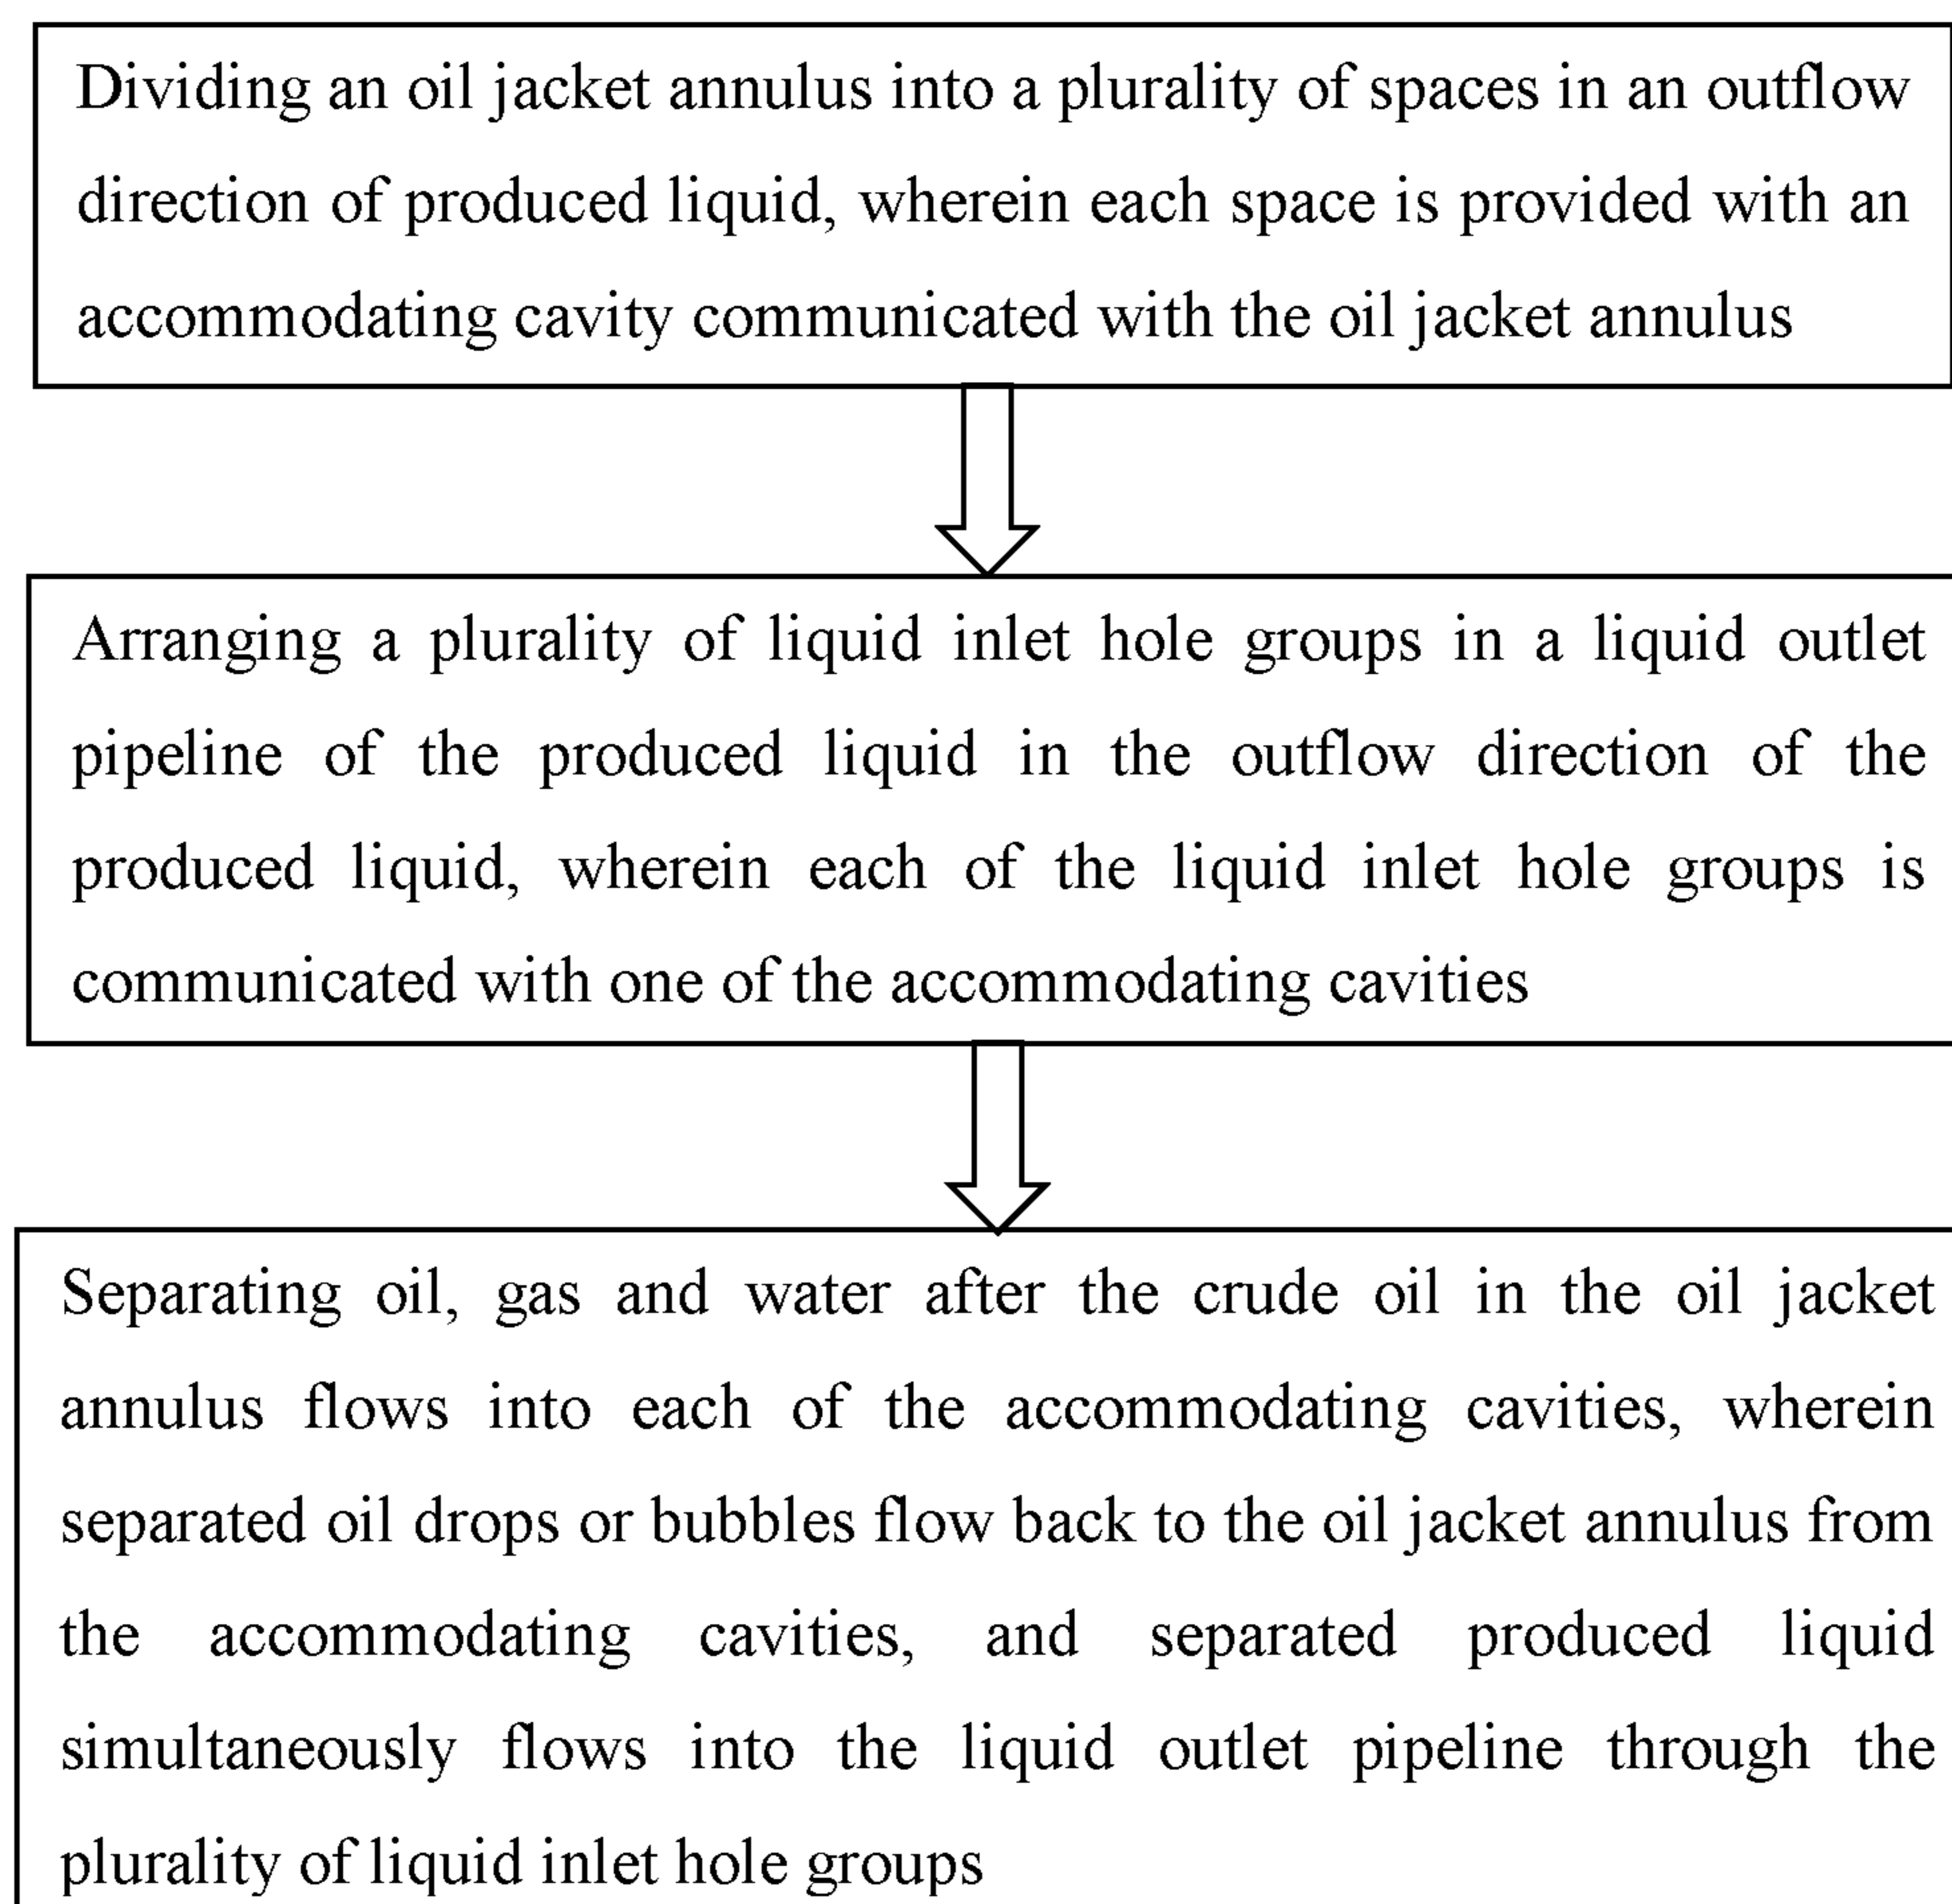 Dividing an oil jacket annulus into a plurality of spaces in an outflow
direction of produced liquid, wherein each space is provided with an
accommodating cavity communicated with the oil jacket annulus
Arranging a plurality of liquid inlet hole groups in a liquid outlet
pipeline of the produced liquid in the outflow direction of the
produced liquid, wherein each of the liquid inlet hole groups is
communicated with one of the accommodating cavities
Separating oil, gas and water after the crude oil in the oil jacket
annulus flows into each of the accommodating cavities, wherein
separated oil drops or bubbles flow back to the oil jacket annulus from
the accommodating cavities, and separated produced liquid
simultaneously flows into the liquid outlet pipeline through the
plurality of liquid inlet hole groups